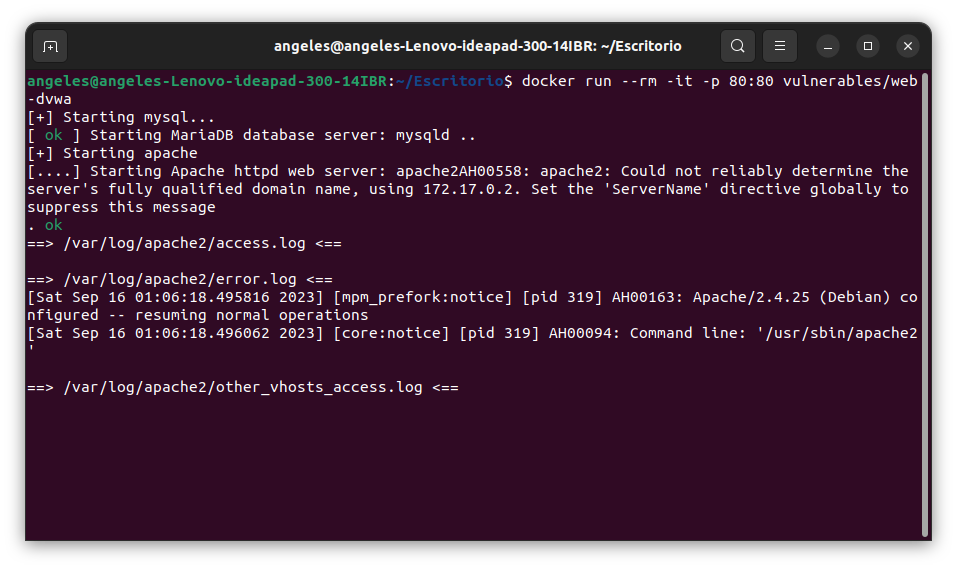 angeles@angeles-Lenovo-ideapad-300-14IBR: ~/Escritorio
angeles@angeles-Lenovo-ideapad-300-14IBR:~/Escritorio$ docker run --rm -it -p 80:80 vulnerables/web
-dvwa
[+] Starting mysql...
[ ok ] Starting MariaDB database server: mysqld ..
[+] Starting apache
[....] Starting Apache httpd web server: apache2AH00558: apache2: Could not reliably determine the
server's fully qualified domain name, using 172.17.0.2. Set the 'ServerName' directive globally to
suppress this message
. ok
==> /var/log/apache2/access.log <==

==> /var/log/apache2/error.log <==
[Sat Sep 16 01:06:18.495816 2023] [mpm_prefork:notice] [pid 319] AH00163: Apache/2.4.25 (Debian) co
nfigured -- resuming normal operations
[Sat Sep 16 01:06:18.496062 2023] [core:notice] [pid 319] AH00094: Command line: '/usr/sbin/apache2
'

==> /var/log/apache2/other_vhosts_access.log <==